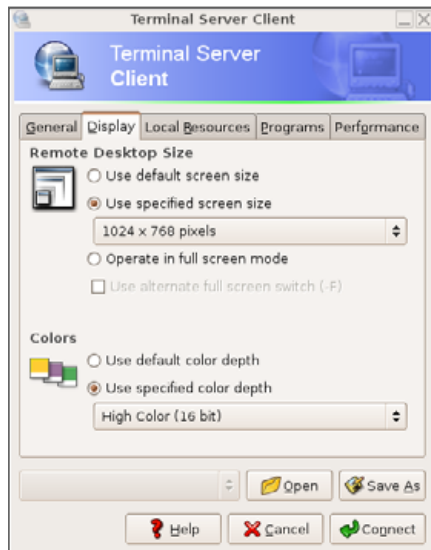 Terminal Server Client
Terminal Server
Client
General Display Local Resources Programs Performance
Remote Desktop Size
Use default screen size
Use specified screen size
1024 x 768 pixels
Operate in full screen mode
Use alternate full screen switch (-F)
Colors
Use default color depth
Use specified color depth
High Color (16 bit)
Open Save As
Help Cancel Connect